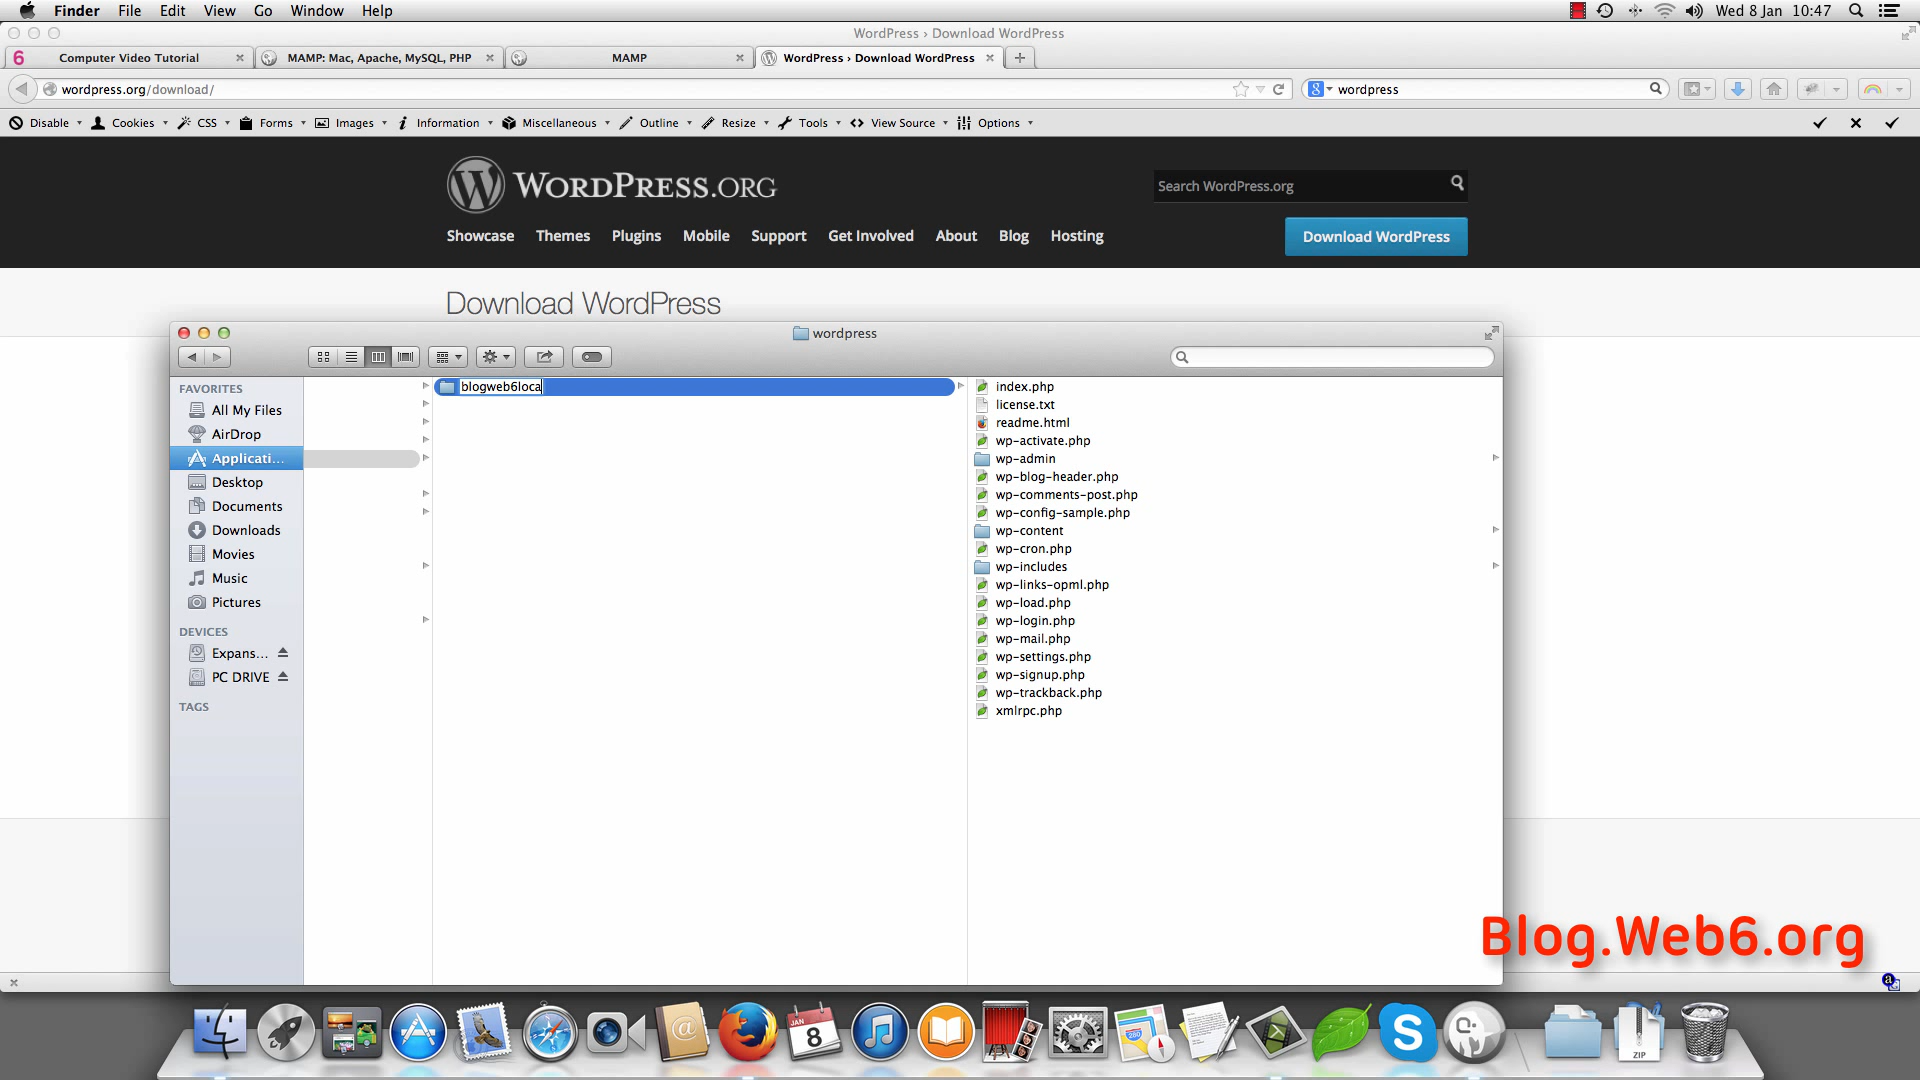 Finder File Edit View Go Window Help Wed 8 Jan 10:47
WordPress › Download WordPress
6 Computer Video Tutorial MAMP: Mac, Apache, MySQL, PHP MAMP WordPress › Download WordPress
wordpress.org/download/ 8 wordpress
Disable Cookies CSS Forms Images Information Miscellaneous Outline Resize Tools View Source Options
WORDPRESS.ORG
Search WordPress.org
Showcase Themes Plugins Mobile Support Get Involved About Blog Hosting
Download WordPress
Download WordPress
wordpress
FAVORITES
All My Files
AirDrop
Applicati...
Desktop
Documents
Downloads
Movies
Music
Pictures
DEVICES
Expans...
PC DRIVE
TAGS
blogweb6loca
index.php
license.txt
readme.html
wp-activate.php
wp-admin
wp-blog-header.php
wp-comments-post.php
wp-config-sample.php
wp-content
wp-cron.php
wp-includes
wp-links-opml.php
wp-load.php
wp-login.php
wp-mail.php
wp-settings.php
wp-signup.php
wp-trackback.php
xmlrpc.php
Blog.Web6.org
JAN
8
ZIP